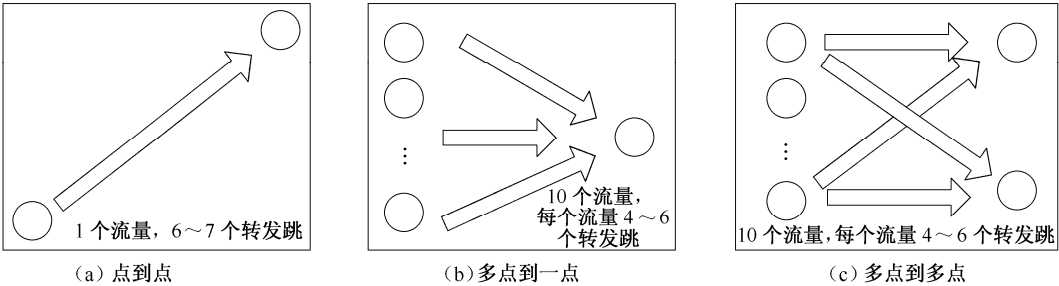 1 个流量，6～7 个转发跳
（a）点到点
⋮
10 个流量，
每个流量 4～6
个转发跳
（b）多点到一点
⋮
10 个流量，每个流量 4～6 个转发跳
（c）多点到多点